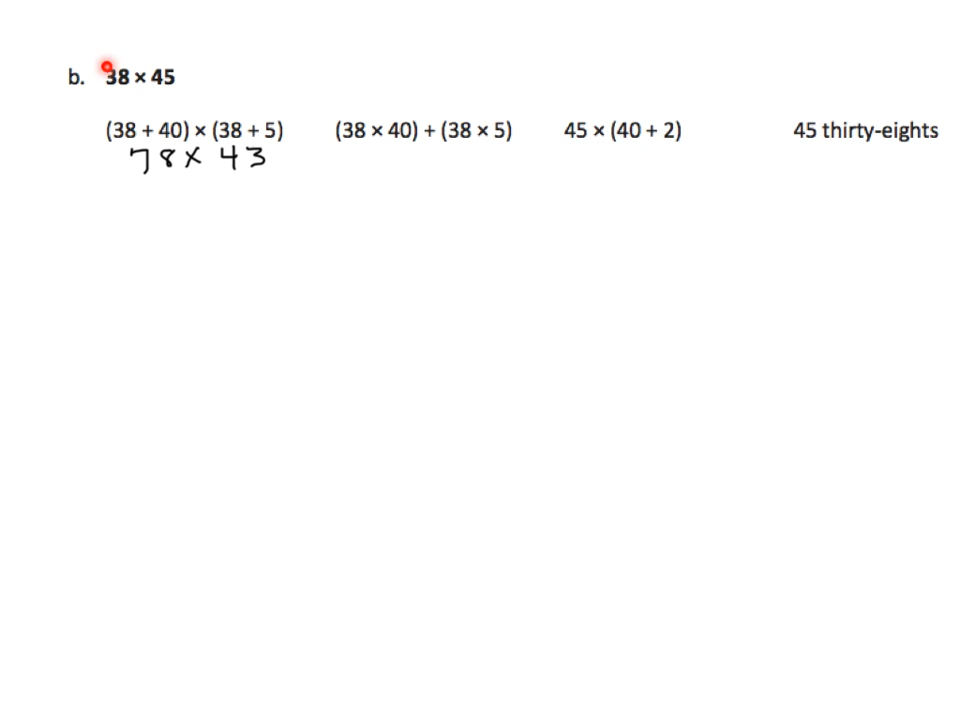 b. 38 × 45
(38 + 40) × (38 + 5) (38 × 40) + (38 × 5) 45 × (40 + 2) 45 thirty-eights
78 × 43